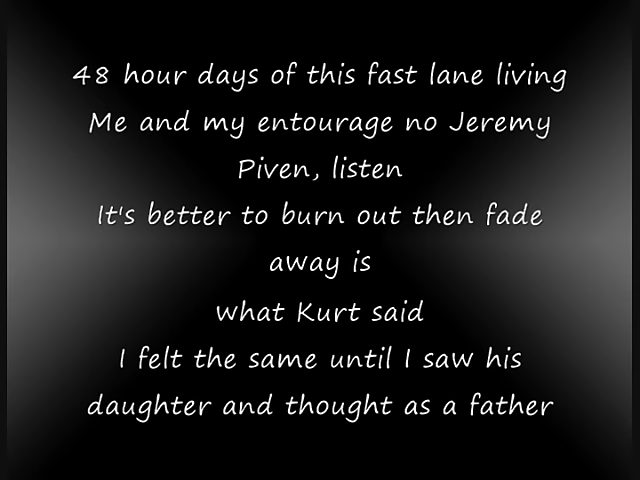 48 hour days of this fast lane living
Me and my entourage no Jeremy
Piven, listen
It's better to burn out then fade
away is
what Kurt said
I felt the same until I saw his
daughter and thought as a father